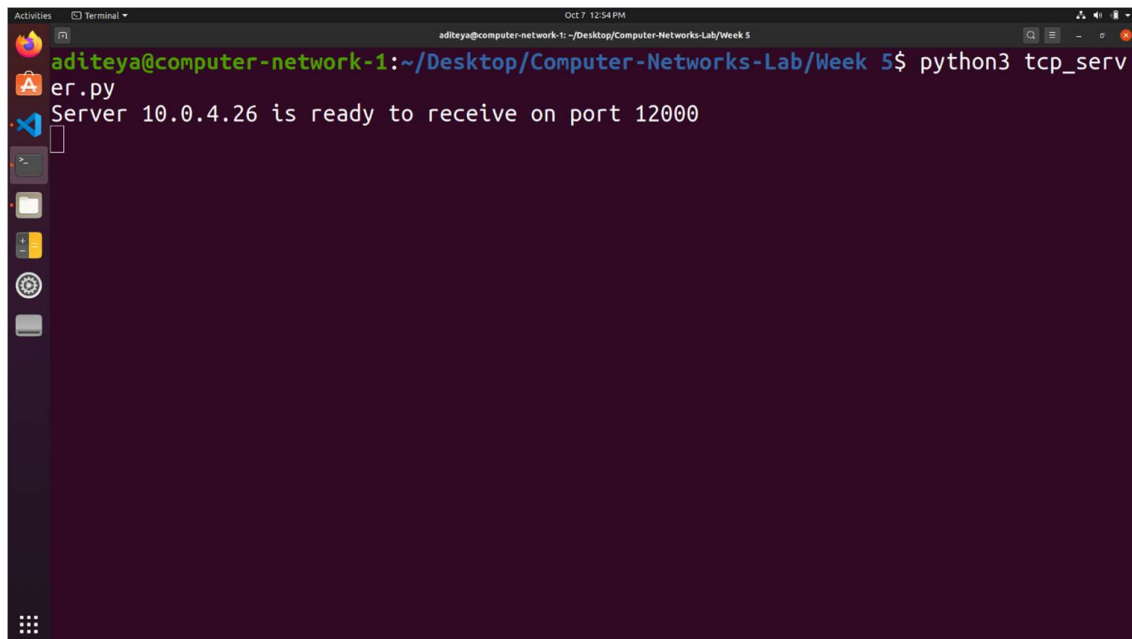 Activities
Terminal
Oct 7 12:54 PM
aditeya@computer-network-1: ~/Desktop/Computer-Networks-Lab/Week 5
aditeya@computer-network-1:~/Desktop/Computer-Networks-Lab/Week 5$ python3 tcp_serv
er.py
Server 10.0.4.26 is ready to receive on port 12000